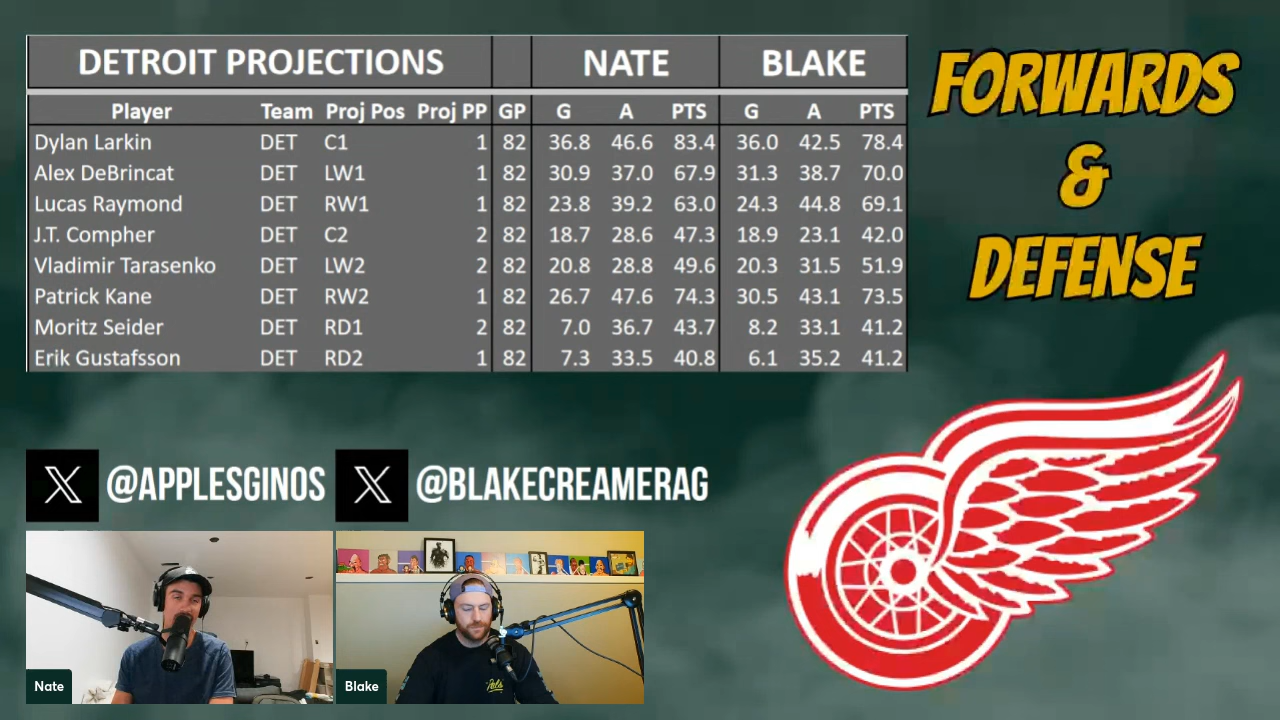 DETROIT PROJECTIONS NATE BLAKE
Player Team Proj Pos Proj PP GP G A PTS G A PTS
Dylan Larkin DET C1 1 82 36.8 46.6 83.4 36.0 42.5 78.4
Alex DeBrincat DET LW1 1 82 30.9 37.0 67.9 31.3 38.7 70.0
Lucas Raymond DET RW1 1 82 23.8 39.2 63.0 24.3 44.8 69.1
J.T. Compher DET C2 2 82 18.7 28.6 47.3 18.9 23.1 42.0
Vladimir Tarasenko DET LW2 2 82 20.8 28.8 49.6 20.3 31.5 51.9
Patrick Kane DET RW2 1 82 26.7 47.6 74.3 30.5 43.1 73.5
Moritz Seider DET RD1 2 82 7.0 36.7 43.7 8.2 33.1 41.2
Erik Gustafsson DET RD2 1 82 7.3 33.5 40.8 6.1 35.2 41.2
FORWARDS
&
DEFENSE
@APPLESGINOS @BLAKECREAMERAG
Nate
Blake